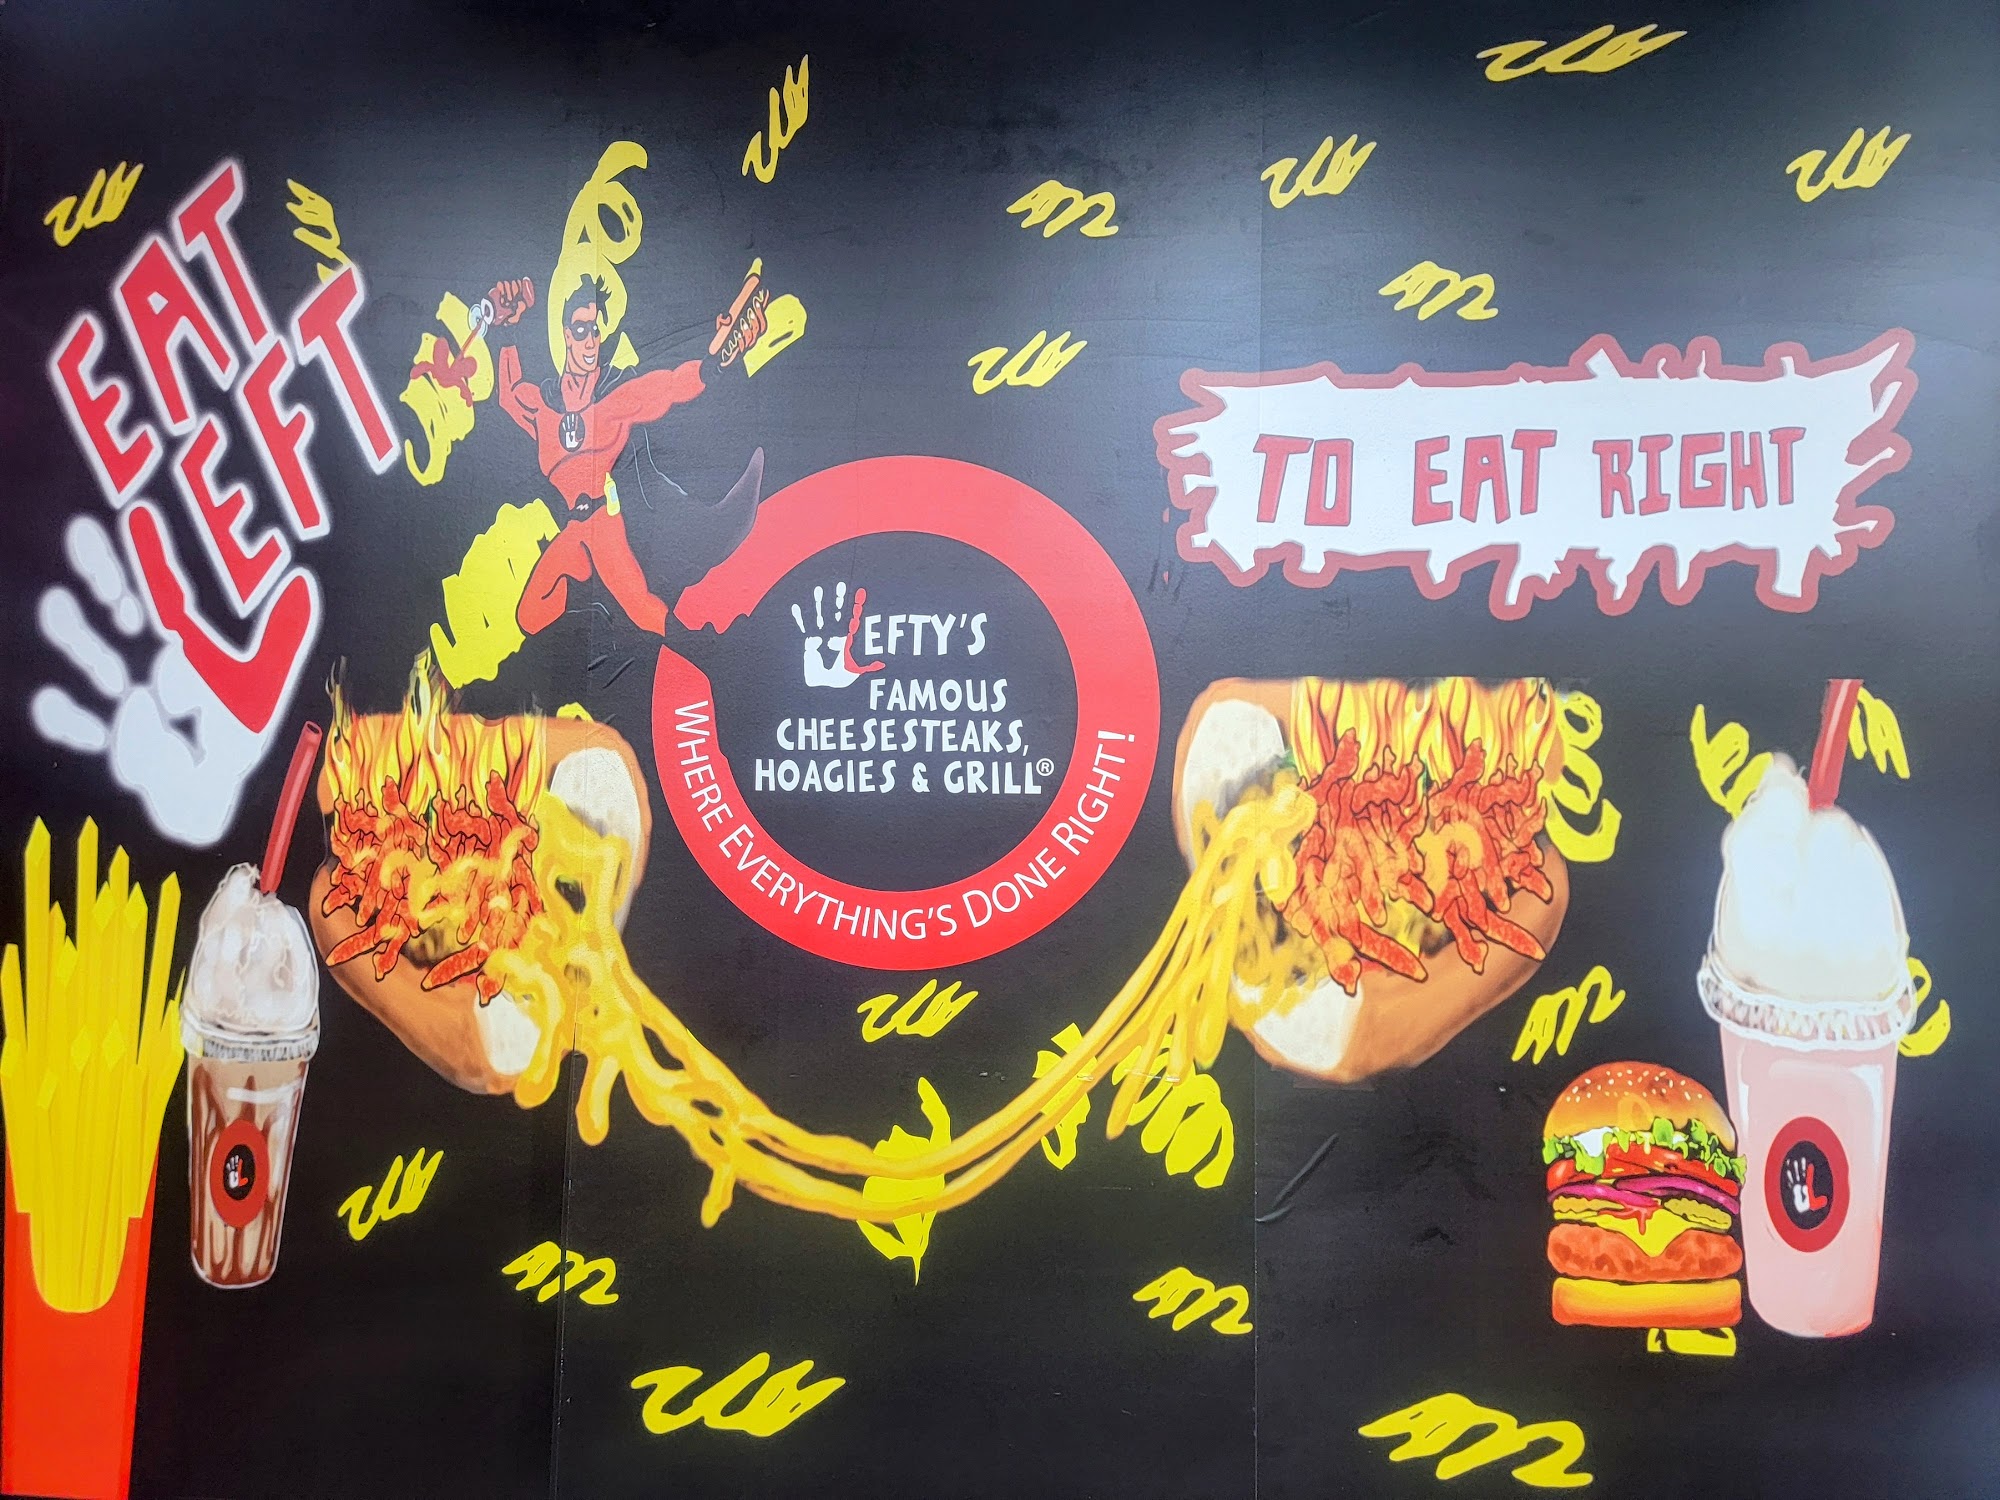 EAT
LEFT
TO EAT RIGHT
LEFTY'S
FAMOUS
CHEESESTEAKS,
HOAGIES & GRILL®
WHERE EVERYTHING'S DONE RIGHT!
L
L
L